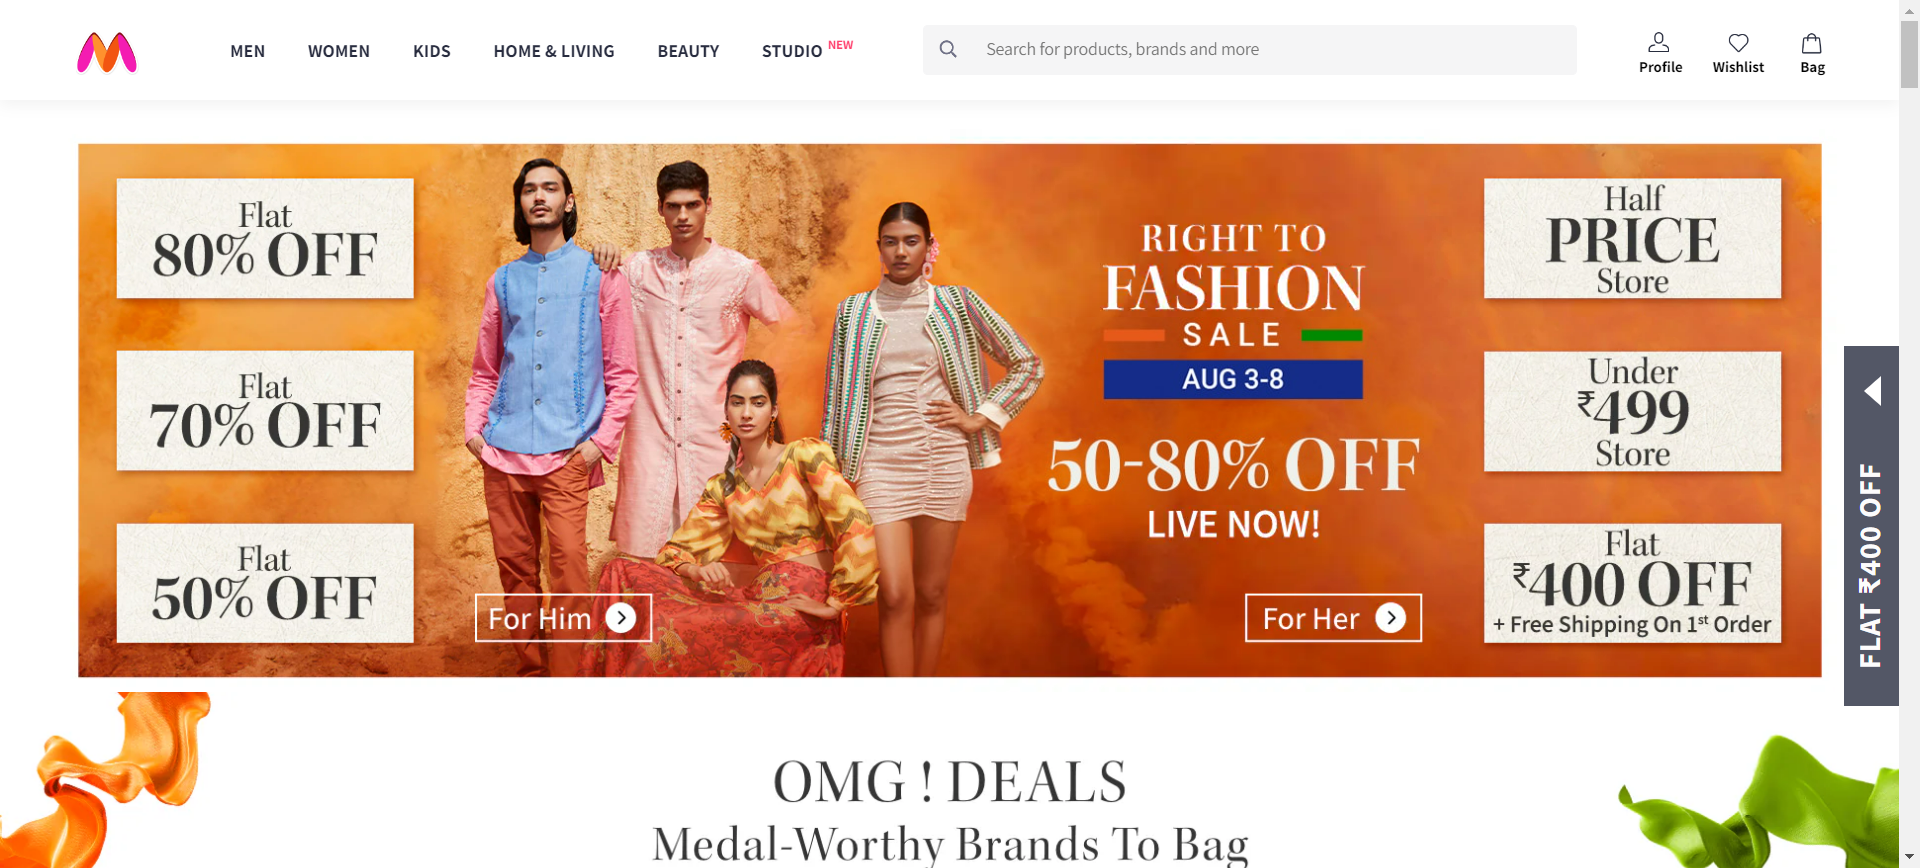 MEN WOMEN KIDS HOME & LIVING BEAUTY STUDIO NEW
Search for products, brands and more
Profile Wishlist Bag
Flat
80% OFF
Flat
70% OFF
Flat
50% OFF
For Him
RIGHT TO
FASHION
SALE
AUG 3-8
50-80% OFF
LIVE NOW!
For Her
Half
PRICE
Store
Under
₹499
Store
Flat
₹400 OFF
+ Free Shipping On 1st Order
FLAT ₹400 OFF
OMG ! DEALS
Medal-Worthy Brands To Bag